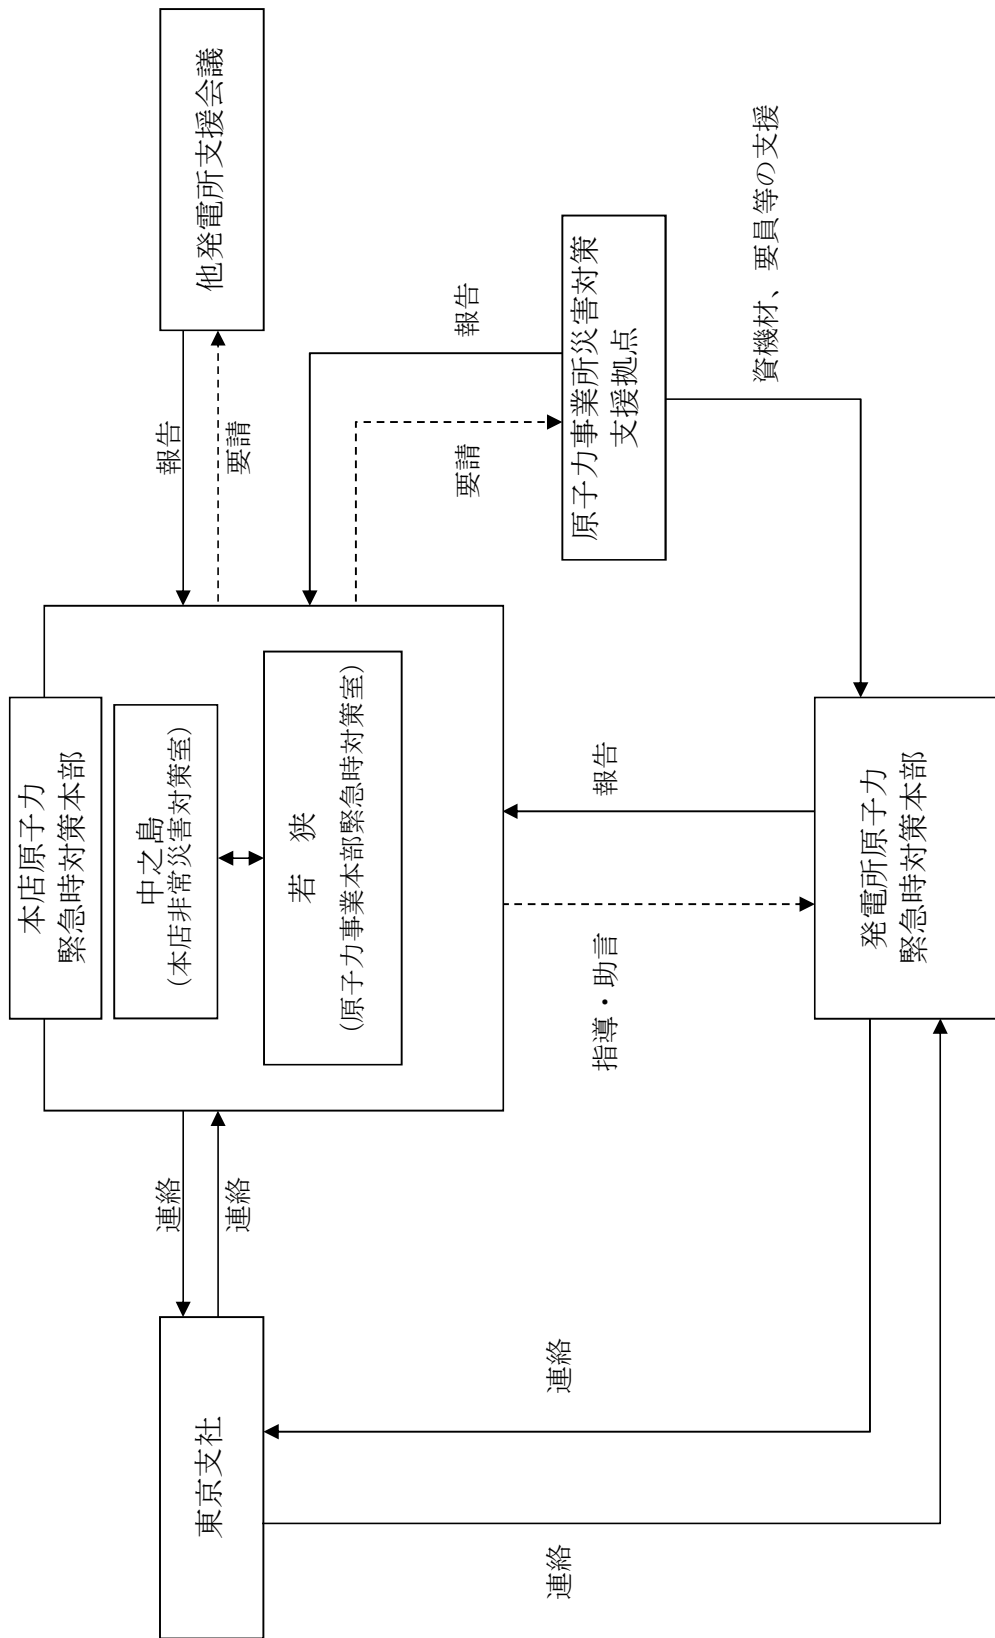 本店原子力
緊急時対策本部
中之島
(本店非常災害対策室)
若　狭
(原子力事業本部緊急時対策室)
東京支社
連絡
連絡
報告
要請
他発電所支援会議
報告
要請
原子力事業所災害対策
支援拠点
資機材、要員等の支援
指導・助言
報告
連絡
連絡
発電所原子力
緊急時対策本部